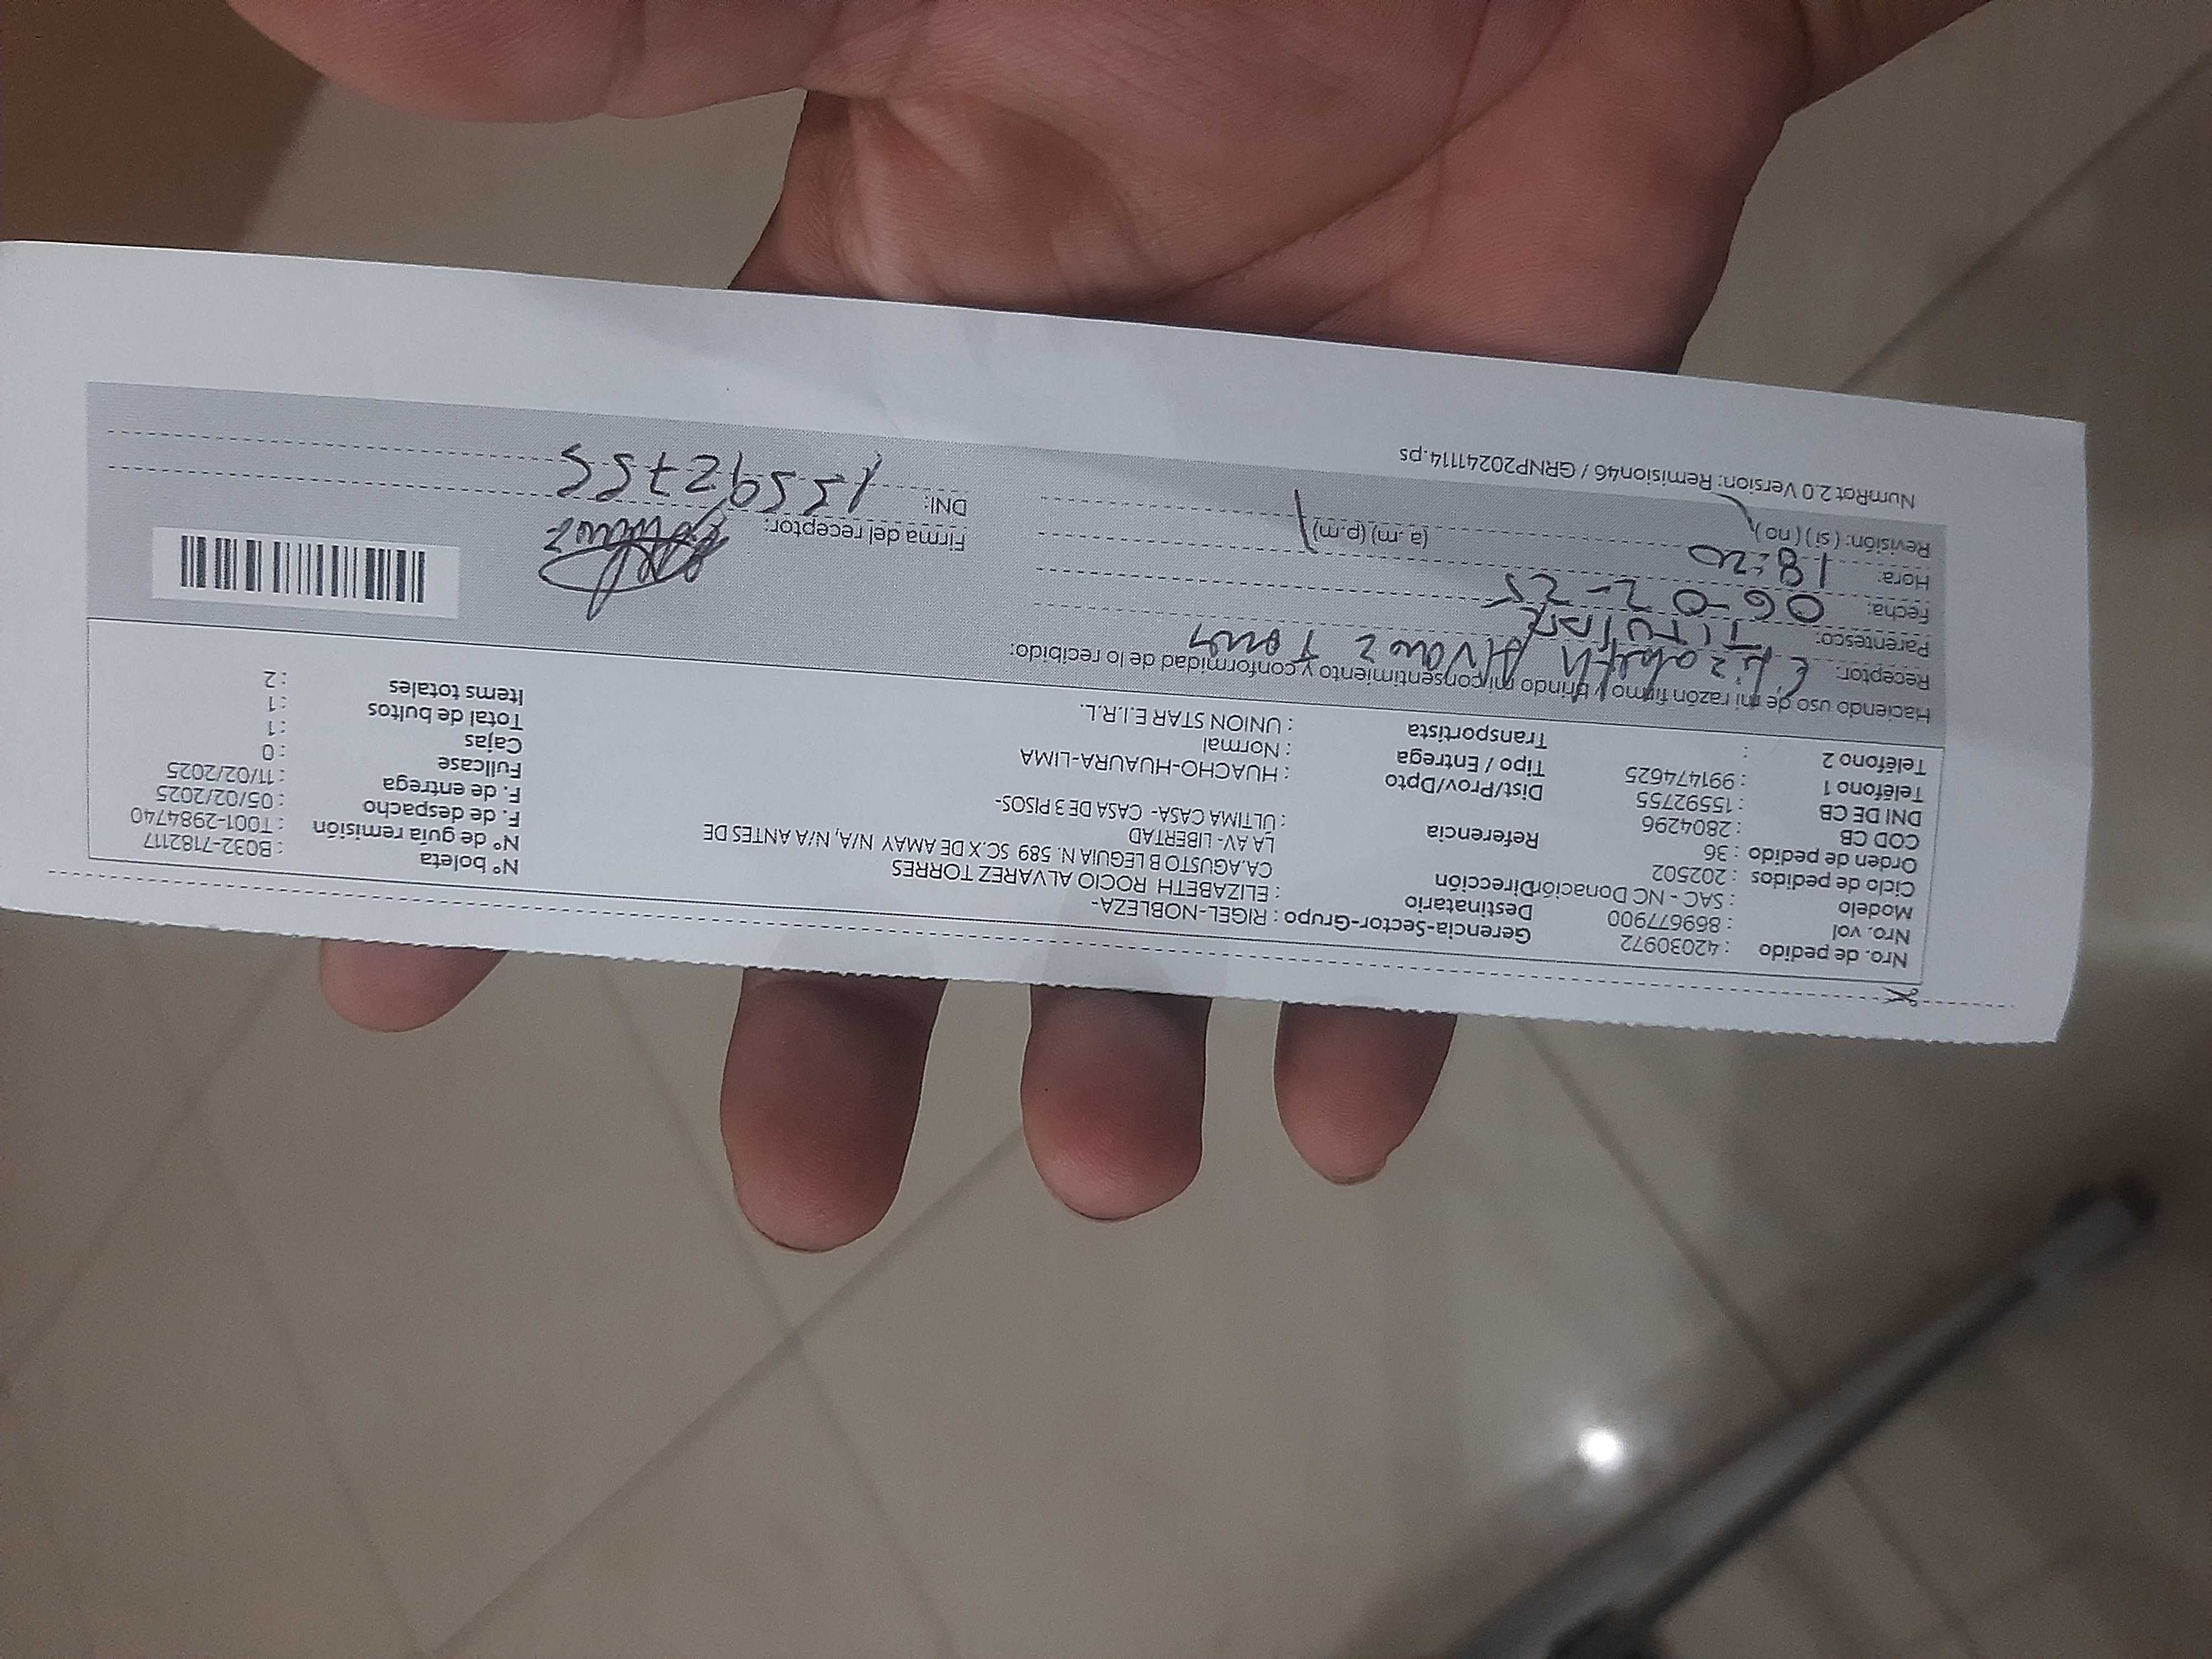 Nro. de pedido : 42030972
Nro. vol : 869677900
Modelo : SAC - NC Donación
Ciclo de pedidos : 202502
Orden de pedido : 36
COD CB : 2804296
DNI DE CB : 15592755
Teléfono 1 : 991474625
Teléfono 2 :
Gerencia-Sector-Grupo : RIGEL-NOBLEZA-
Destinatario : ELIZABETH ROCIO ALVAREZ TORRES
Dirección CA.AGUSTO B LEGUIA N. 589 SC.X DE AMAY N/A, N/A ANTES DE
LA AV- LIBERTAD
Referencia : ULTIMA CASA- CASA DE 3 PISOS-
Dist/Prov/Dpto : HUACHO-HUAURA-LIMA
Tipo / Entrega : Normal
Transportista : UNION STAR E.I.R.L.
Nº boleta : B032-7182117
Nº de guía remisión : T001-2984740
F. de despacho : 05/02/2025
F. de entrega : 11/02/2025
Fullcase : 0
Cajas : 1
Total de bultos : 1
Items totales : 2
Haciendo uso de mi razón firmo y brindo mi consentimiento y conformidad de lo recibido:
Receptor: Elizabeth Alvarez Torres
Parentesco: TITULAR
Fecha: 06-02-25
Hora: 18:20 (a.m) (p.m)
Revisión: (si) (no)
Firma del receptor:
DNI: 15592755
NumRot 2.0 Version: Remision46 / GRNP20241114.ps